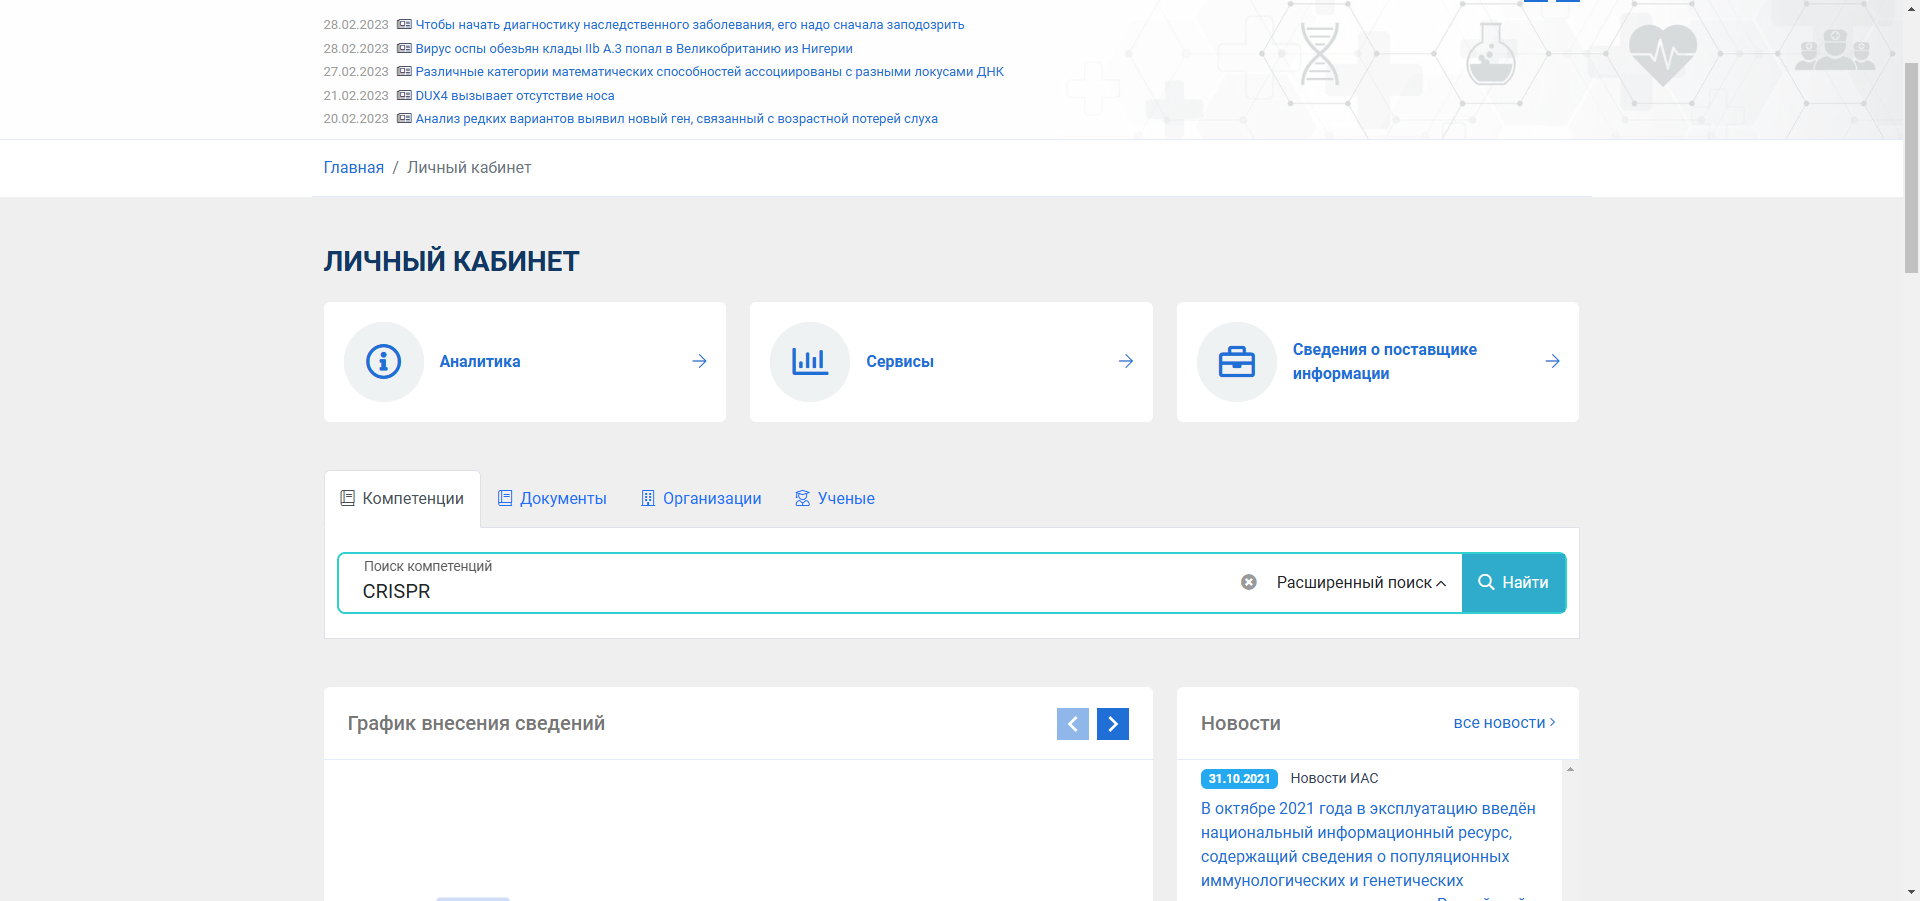 28.02.2023 Чтобы начать диагностику наследственного заболевания, его надо сначала заподозрить
28.02.2023 Вирус оспы обезьян клады IIb A.3 попал в Великобританию из Нигерии
27.02.2023 Различные категории математических способностей ассоциированы с разными локусами ДНК
21.02.2023 DUX4 вызывает отсутствие носа
20.02.2023 Анализ редких вариантов выявил новый ген, связанный с возрастной потерей слуха
Главная / Личный кабинет
ЛИЧНЫЙ КАБИНЕТ
Аналитика
Сервисы
Сведения о поставщике
информации
Компетенции Документы Организации Ученые
Поиск компетенций
CRISPR
Расширенный поиск
Найти
График внесения сведений
Новости
все новости
31.10.2021 Новости ИАС
В октябре 2021 года в эксплуатацию введён
национальный информационный ресурс,
содержащий сведения о популяционных
иммунологических и генетических